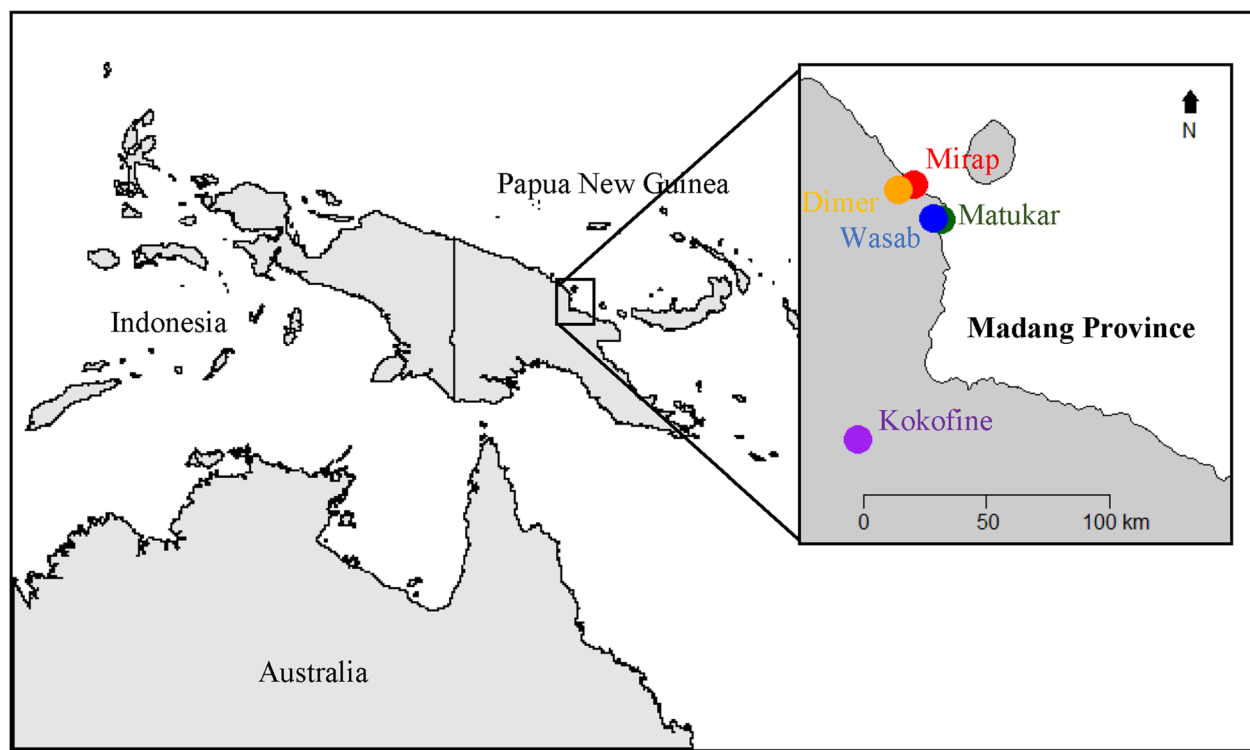 N
Mirap
Papua New Guinea
Dimer
Matukar
Wasab
Indonesia
Madang Province
Kokofine
0 50 100 km
Australia